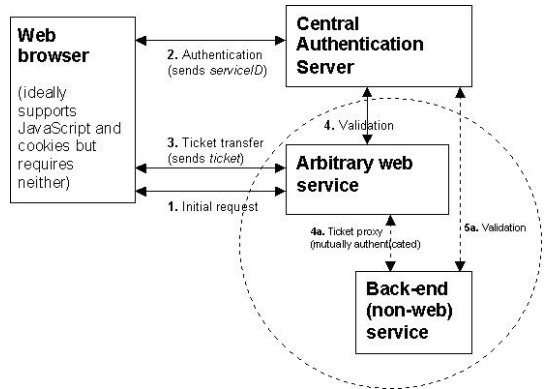 Web
browser
(ideally
supports
JavaScript and
cookies but
requires
neither)
2. Authentication
(sends serviceID)
Central
Authentication
Server
4. Validation
3. Ticket transfer
(sends ticket)
1. Initial request
Arbitrary web
service
4a. Ticket proxy
(mutually authenticated)
5a. Validation
Back-end
(non-web)
service